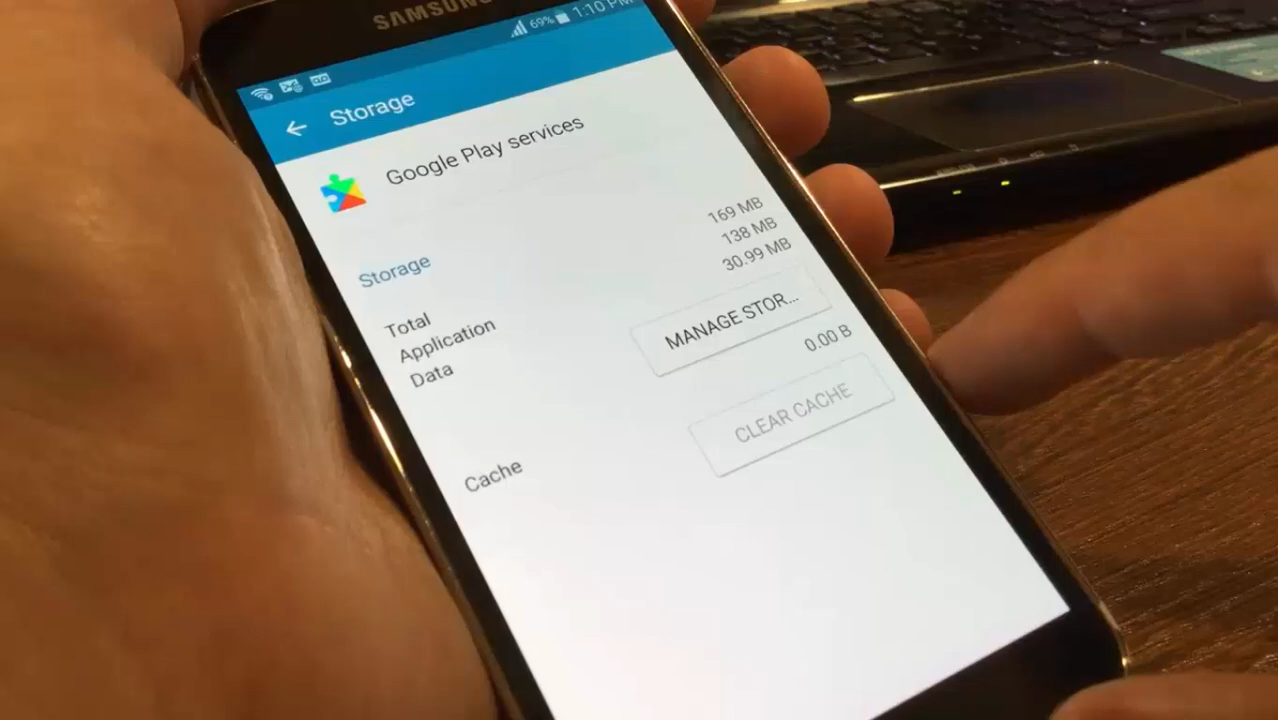 SAMSUNG
69% 1:10 PM
Storage
Google Play services
Storage
Total 169 MB
Application 138 MB
Data 30.99 MB
MANAGE STOR...
Cache 0.00 B
CLEAR CACHE